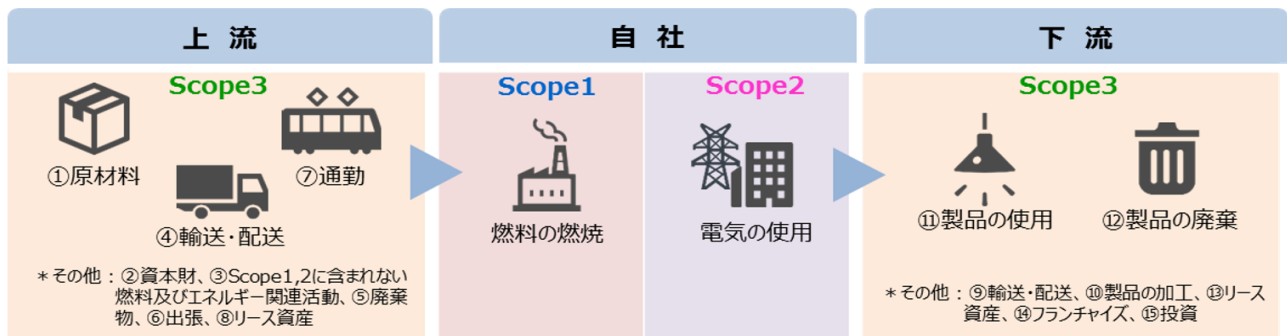 上 流
Scope3
①原材料
⑦通勤
④輸送・配送
＊その他：②資本財、③Scope1,2に含まれない
燃料及びエネルギー関連活動、⑤廃棄
物、⑥出張、⑧リース資産
自 社
Scope1
燃料の燃焼
Scope2
電気の使用
下 流
Scope3
⑪製品の使用
⑫製品の廃棄
＊その他：⑨輸送・配送、⑩製品の加工、⑬リース
資産、⑭フランチャイズ、⑮投資